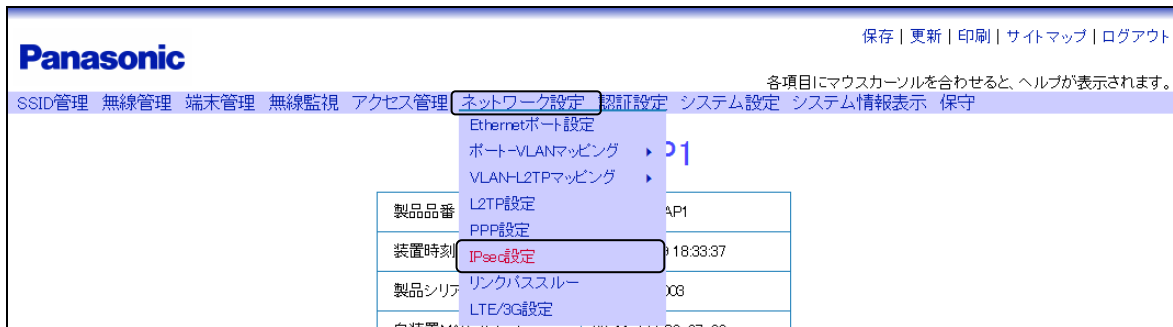 保存 | 更新 | 印刷 | サイトマップ | ログアウト
Panasonic
各項目にマウスカーソルを合わせると、ヘルプが表示されます。
SSID管理 無線管理 端末管理 無線監視 アクセス管理 ネットワーク設定 認証設定 システム設定 システム情報表示 保守
Ethernetポート設定
ポート-VLANマッピング
VLAN-L2TPマッピング
L2TP設定
PPP設定
IPsec設定
リンクパススルー
LTE/3G設定
P1
製品品番 AP1
装置時刻 18:33:37
製品シリア 003